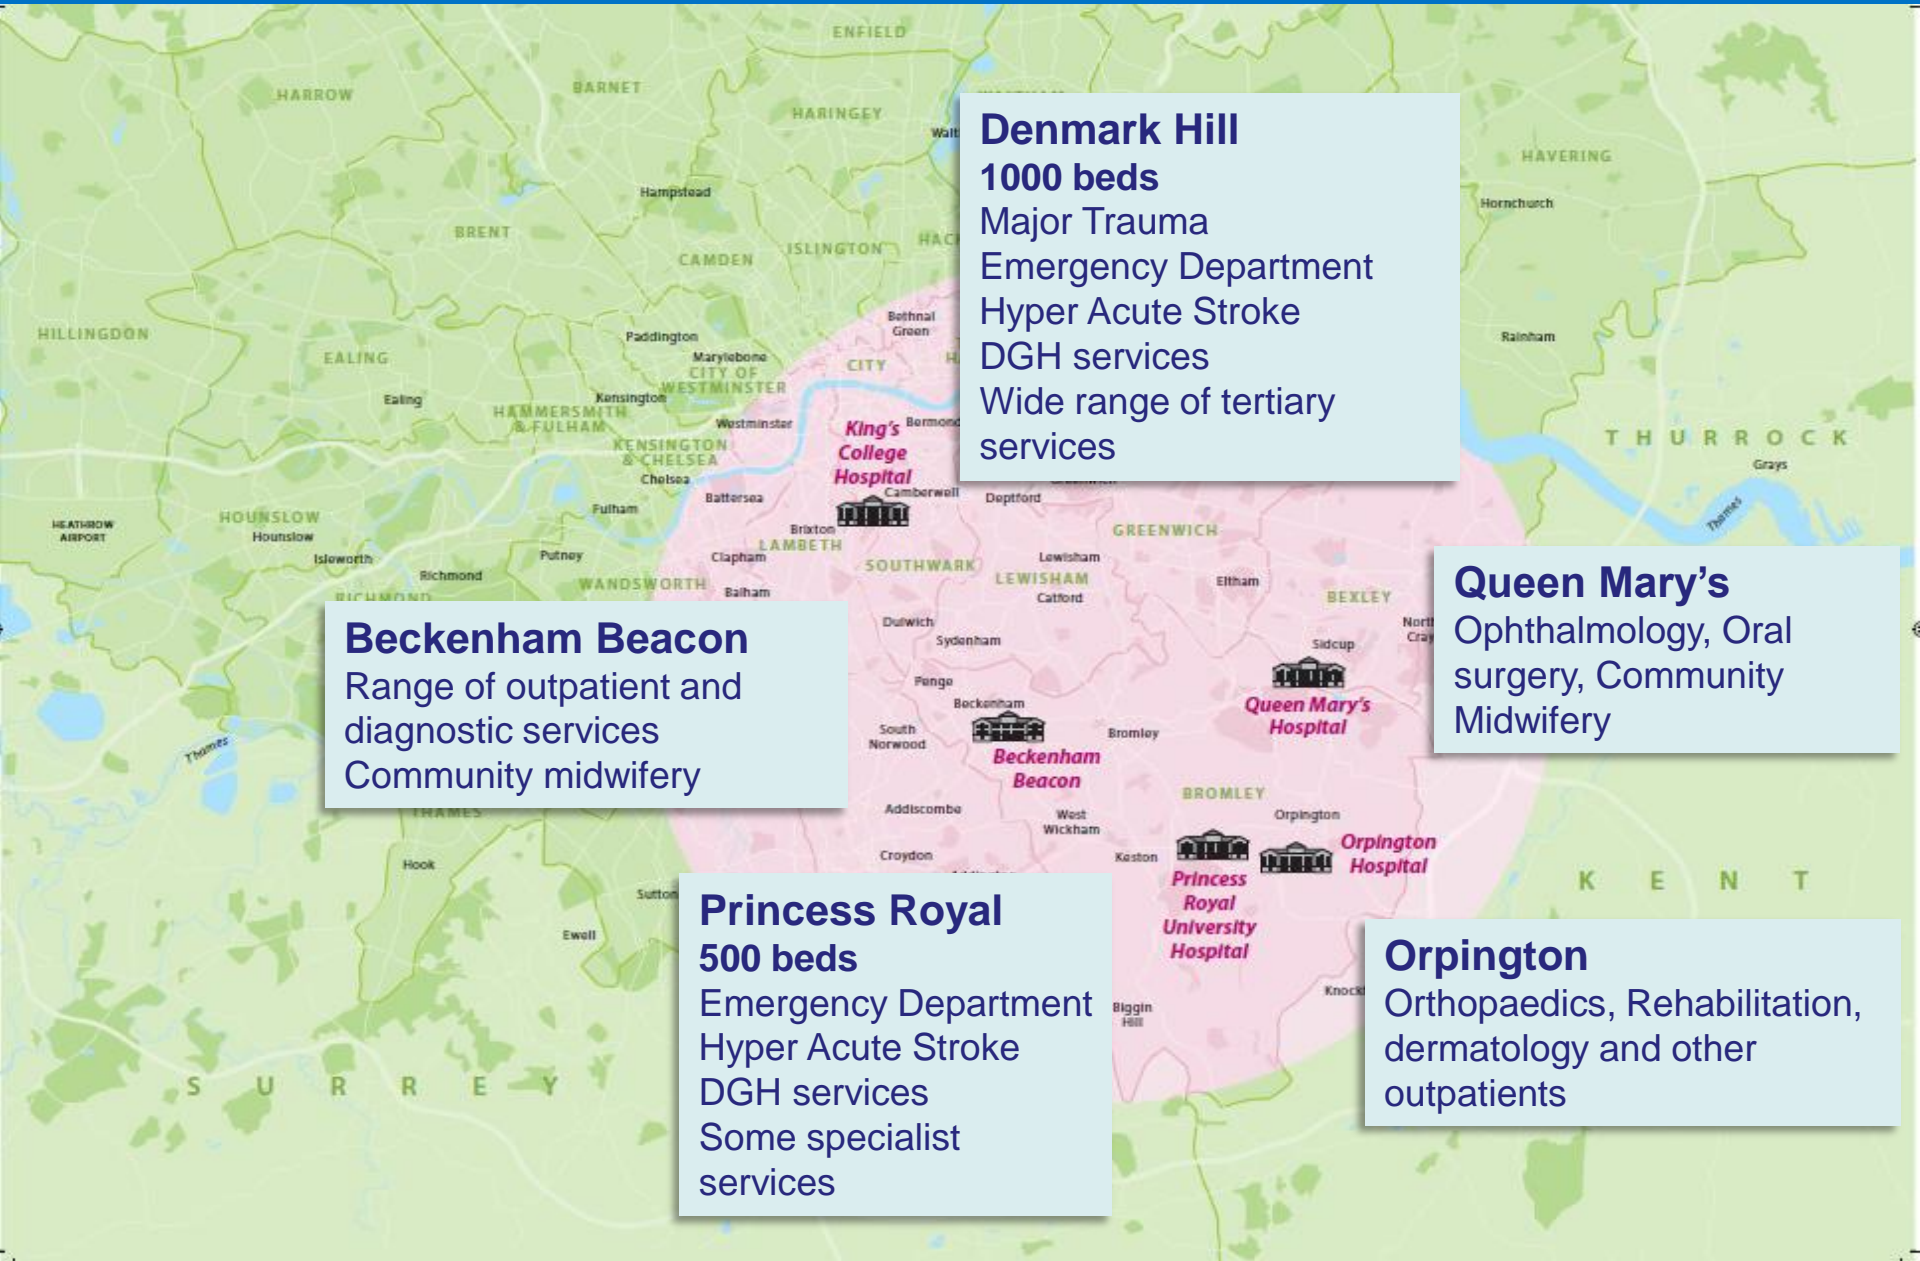 ENFIELD
HARROW
BARNET
HARINGEY
Hampstead
BRENT
CAMDEN
ISLINGTON
HAVERING
Hornchurch
Denmark Hill
1000 beds
Major Trauma
Emergency Department
Hyper Acute Stroke
DGH services
Wide range of tertiary
services
HILLINGDON
EALING
Ealing
Paddington
Marylebone
CITY OF
WESTMINSTER
Kensington
HAMMERSMITH
& FULHAM
KENSINGTON
& CHELSEA
Chelsea
Westminster
Bethnal
Green
CITY
Rainham
THURROCK
Grays
Thames
King's
College
Hospital
Camberwell
Deptford
Battersea
Fulham
Brixton
LAMBETH
Clapham
HEATHROW
AIRPORT
HOUNSLOW
Hounslow
Isleworth
Richmond
RICHMOND
Putney
WANDSWORTH
Balham
SOUTHWARK
GREENWICH
Lewisham
LEWISHAM
Catford
Eltham
BEXLEY
Dulwich
Sydenham
Sidcup
Queen Mary's
Hospital
Queen Mary’s
Ophthalmology, Oral
surgery, Community
Midwifery
Beckenham Beacon
Range of outpatient and
diagnostic services
Community midwifery
Thames
THAMES
Penge
Beckenham
South
Norwood
Bromley
Beckenham
Beacon
Addiscombe
West
Wickham
BROMLEY
Orpington
Croydon
Keston
Orpington
Hospital
Princess
Royal
University
Hospital
Hook
Sutton
Ewell
KENT
SURREY
Princess Royal
500 beds
Emergency Department
Hyper Acute Stroke
DGH services
Some specialist
services
Biggin
Hill
Orpington
Orthopaedics, Rehabilitation,
dermatology and other
outpatients